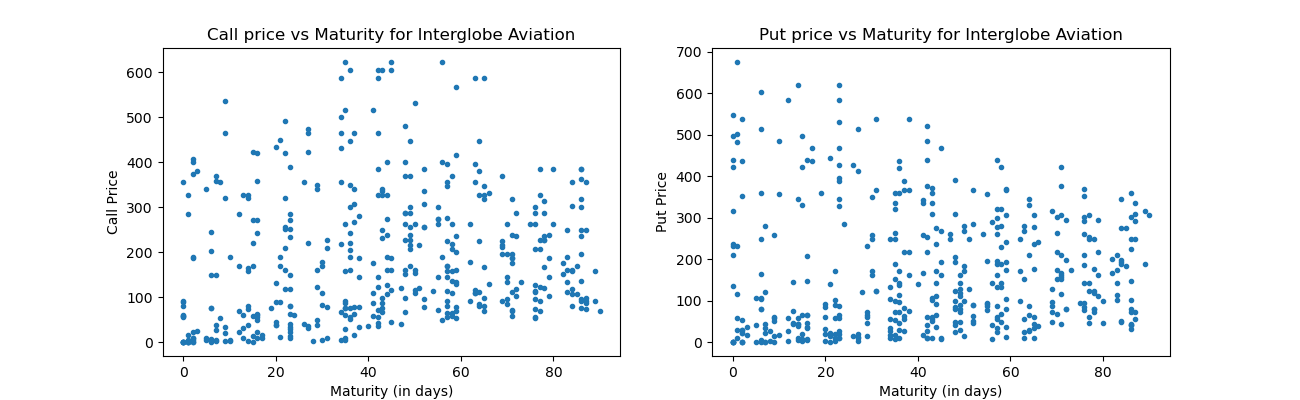 Call price vs Maturity for Interglobe Aviation
600
500
400
300
200
100
0
Call Price
0 20 40 60 80
Maturity (in days)
Put price vs Maturity for Interglobe Aviation
700
600
500
400
300
200
100
0
Put Price
0 20 40 60 80
Maturity (in days)